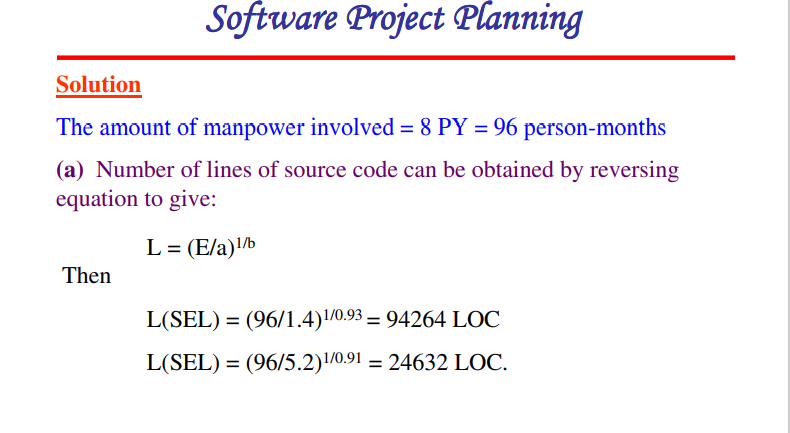 Software Project Planning
Solution
The amount of manpower involved = 8 PY = 96 person-months
(a) Number of lines of source code can be obtained by reversing
equation to give:
L = (E/a)^1/b
Then
L(SEL) = (96/1.4)^1/0.93 = 94264 LOC
L(SEL) = (96/5.2)^1/0.91 = 24632 LOC.